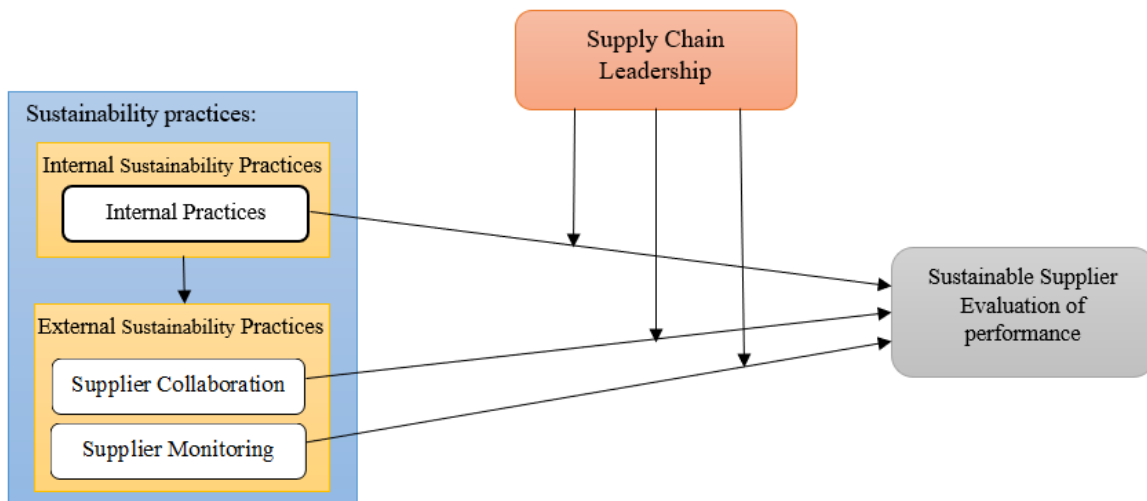 Supply Chain
Leadership
Sustainability practices:
Internal Sustainability Practices
Internal Practices
External Sustainability Practices
Supplier Collaboration
Supplier Monitoring
Sustainable Supplier
Evaluation of
performance